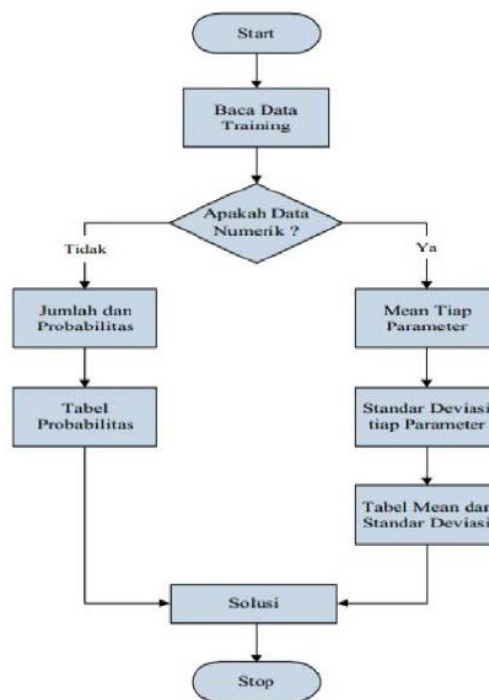 Start
Baca Data
Training
Apakah Data
Numerik ?
Tidak
Ya
Jumlah dan
Probabilitas
Mean Tiap
Parameter
Tabel
Probabilitas
Standar Deviasi
tiap Parameter
Tabel Mean dan
Standar Deviasi
Solusi
Stop